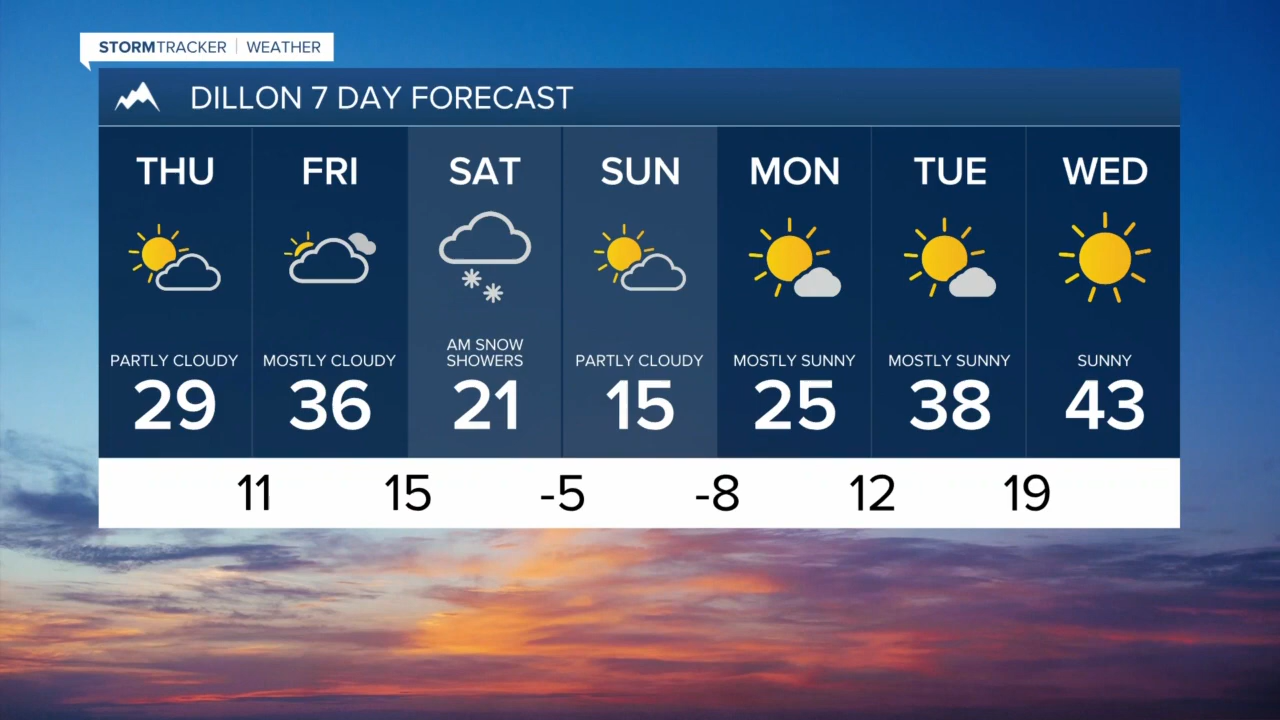 STORMTRACKER | WEATHER
DILLON 7 DAY FORECAST
THU FRI SAT SUN MON TUE WED
PARTLY CLOUDY MOSTLY CLOUDY AM SNOW SHOWERS PARTLY CLOUDY MOSTLY SUNNY MOSTLY SUNNY SUNNY
29 36 21 15 25 38 43
11 15 -5 -8 12 19